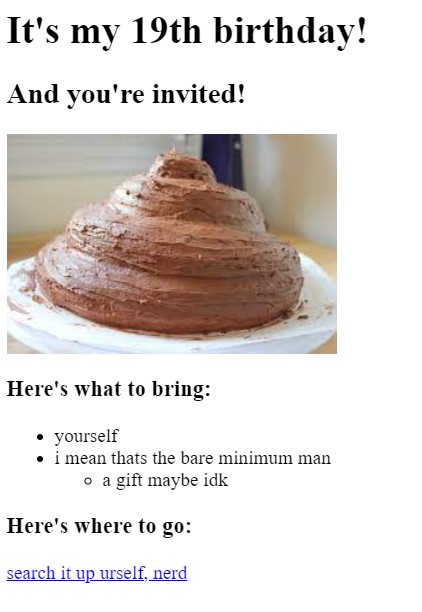 It's my 19th birthday!
And you're invited!
Here's what to bring:
yourself
i mean thats the bare minimum man
a gift maybe idk
Here's where to go:
search it up urself, nerd